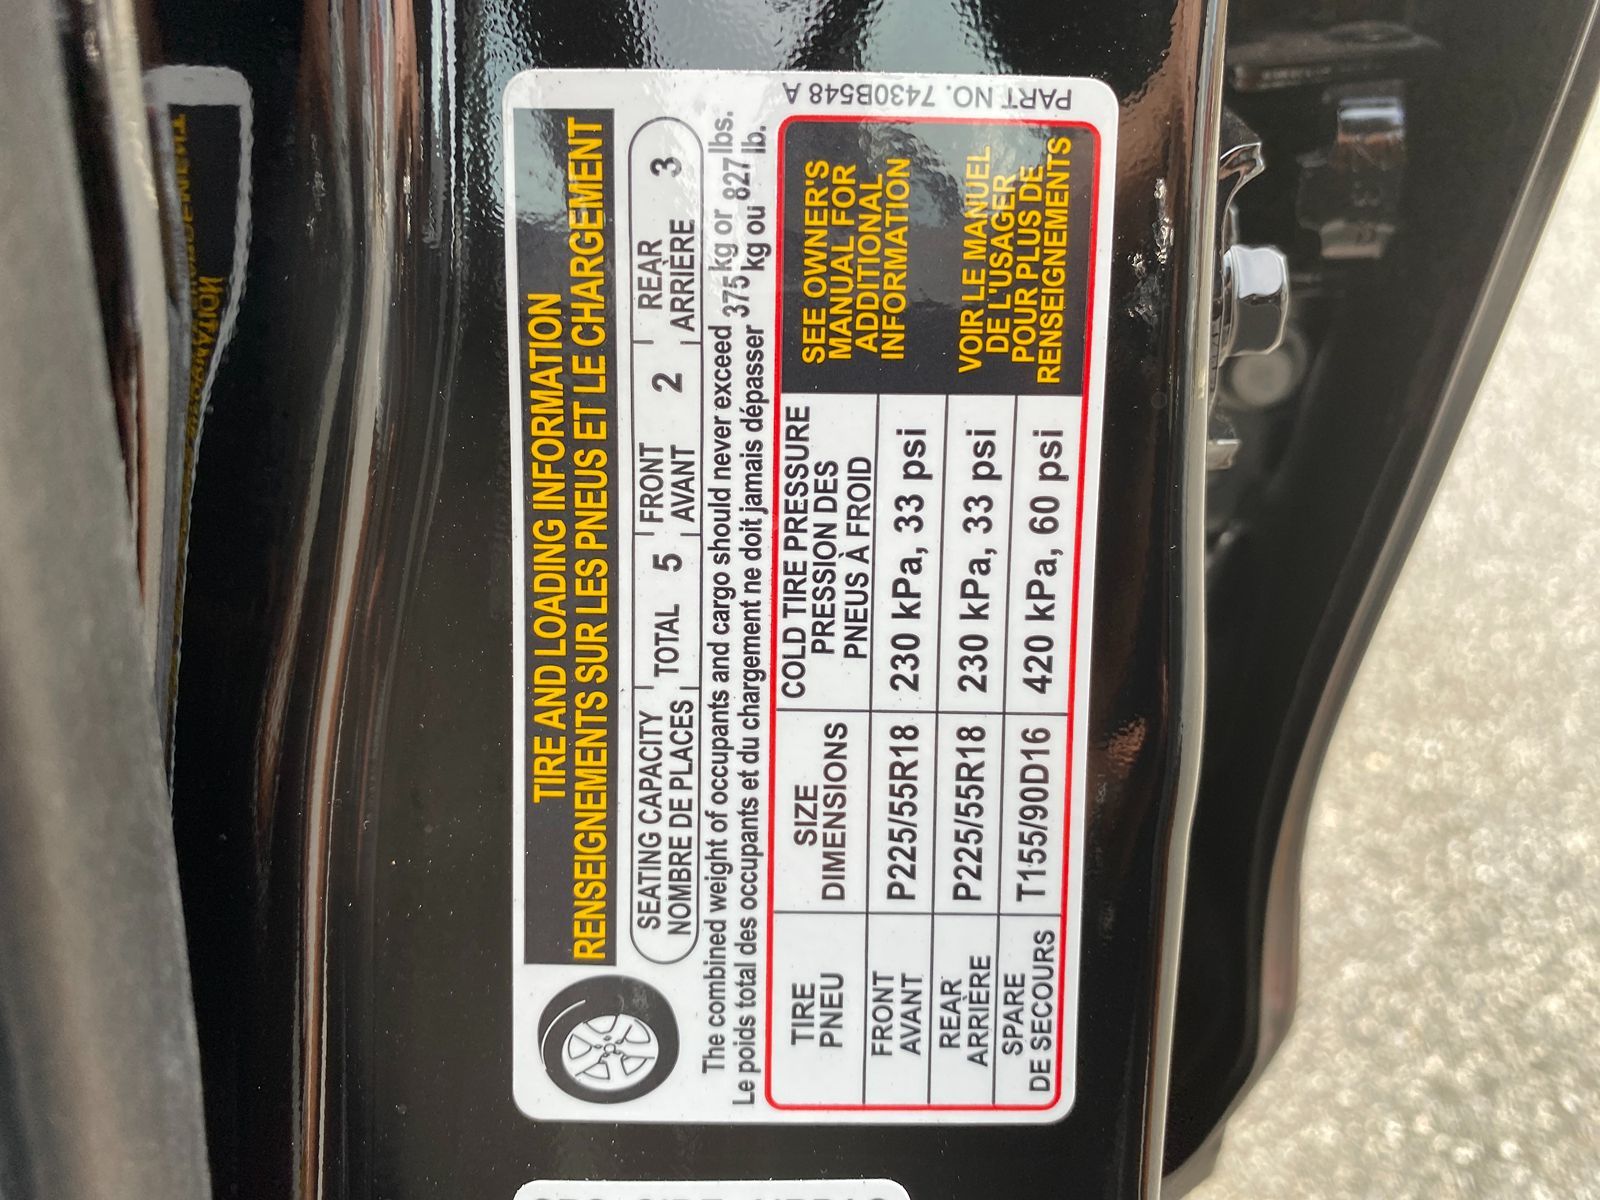 TIRE AND LOADING INFORMATION
RENSEIGNEMENTS SUR LES PNEUS ET LE CHARGEMENT
SEATING CAPACITY
NOMBRE DE PLACES
TOTAL 5
FRONT
AVANT
2
REAR
ARRIÈRE
3
The combined weight of occupants and cargo should never exceed 375 kg or 827 lbs.
Le poids total des occupants et du chargement ne doit jamais dépasser 375 kg ou 827 lb.
TIRE
PNEU
SIZE
DIMENSIONS
COLD TIRE PRESSURE
PRESSION DES
PNEUS À FROID
FRONT
AVANT
P225/55R18
230 kPa, 33 psi
REAR
ARRIÈRE
P225/55R18
230 kPa, 33 psi
SPARE
DE SECOURS
T155/90D16
420 kPa, 60 psi
SEE OWNER'S
MANUAL FOR
ADDITIONAL
INFORMATION
VOIR LE MANUEL
DE L'USAGER
POUR PLUS DE
RENSEIGNEMENTS
PART NO. 7430B548 A